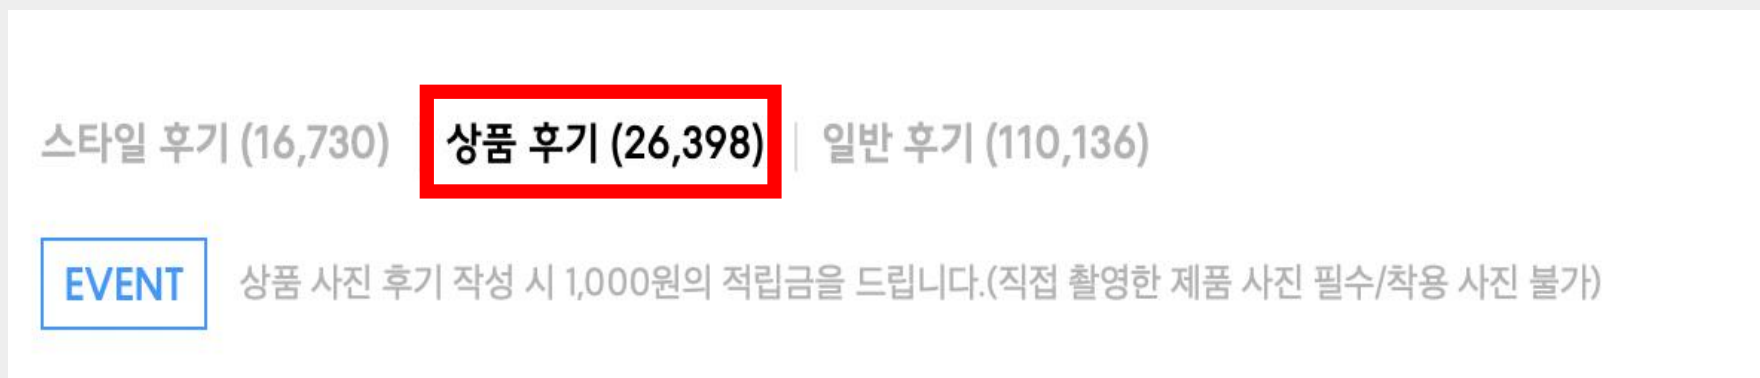 스타일 후기 (16,730) 상품 후기 (26,398) 일반 후기 (110,136)
EVENT 상품 사진 후기 작성 시 1,000원의 적립금을 드립니다.(직접 촬영한 제품 사진 필수/착용 사진 불가)